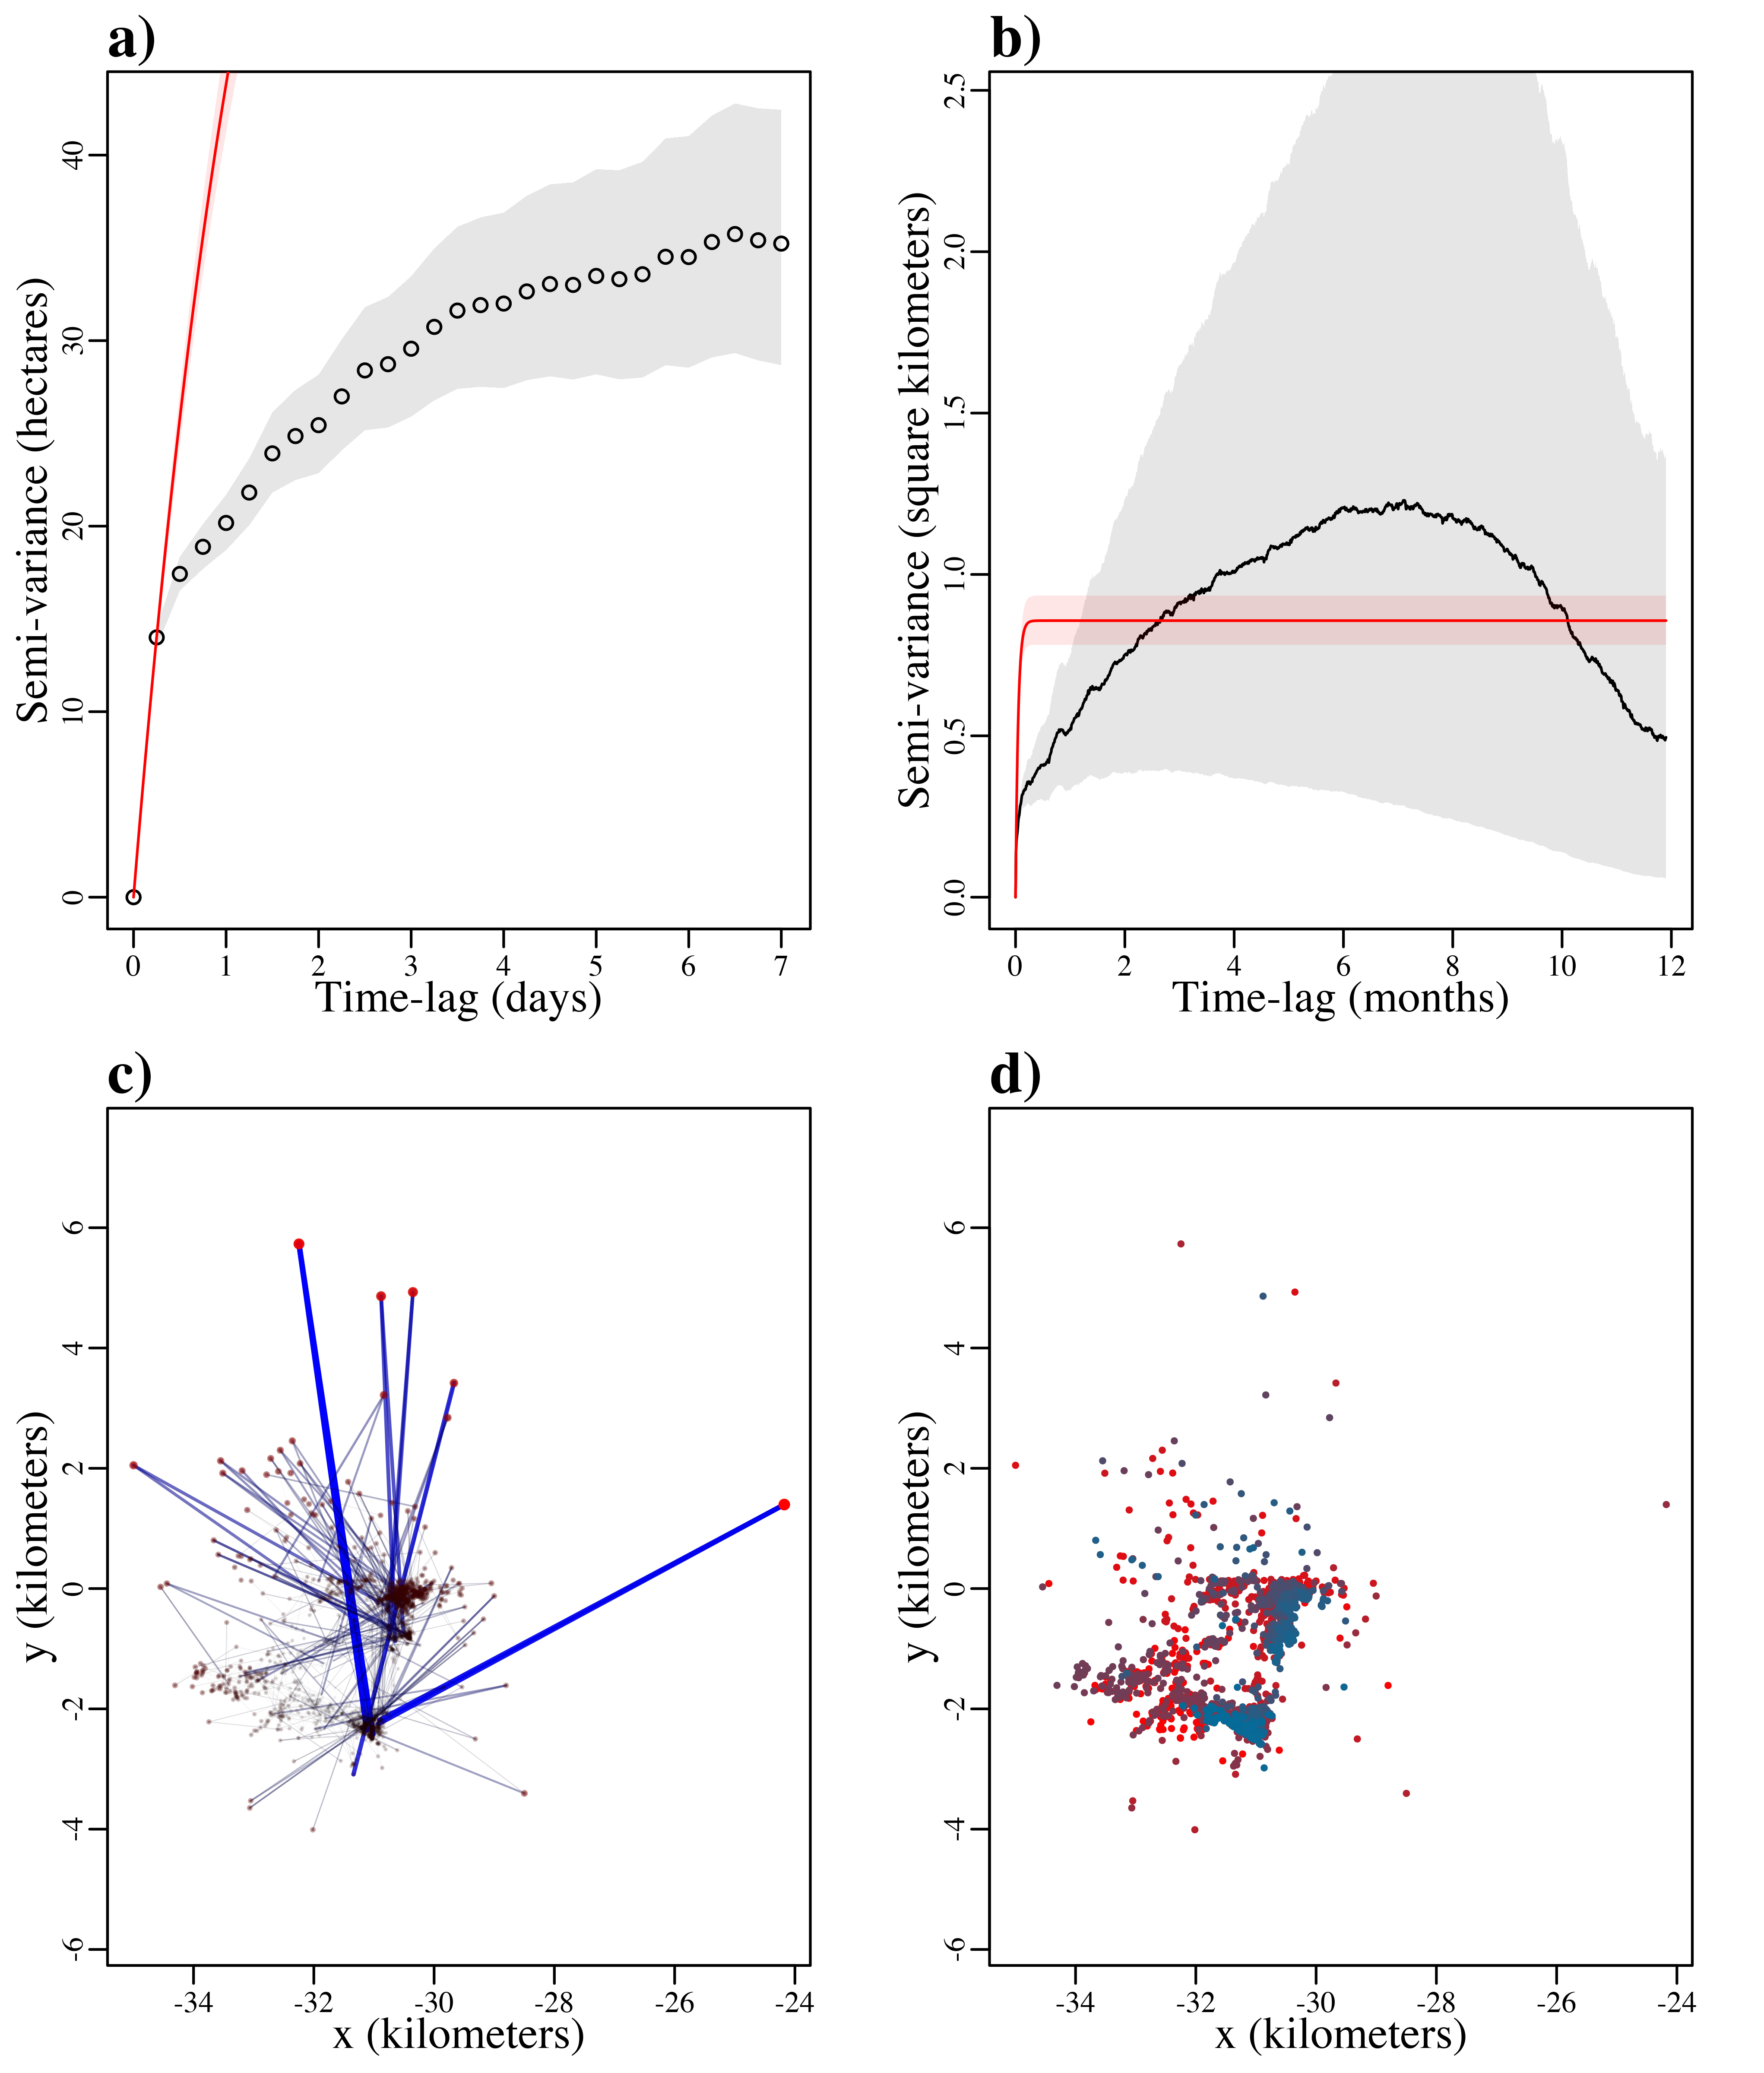 a)
Semi-variance (hectares)
40
30
20
10
0
0 1 2 3 4 5 6 7
Time-lag (days)
b)
Semi-variance (square kilometers)
2.5
2.0
1.5
1.0
0.5
0.0
0 2 4 6 8 10 12
Time-lag (months)
c)
y (kilometers)
6
4
2
0
-2
-4
-6
-34 -32 -30 -28 -26 -24
x (kilometers)
d)
y (kilometers)
6
4
2
0
-2
-4
-6
-34 -32 -30 -28 -26 -24
x (kilometers)